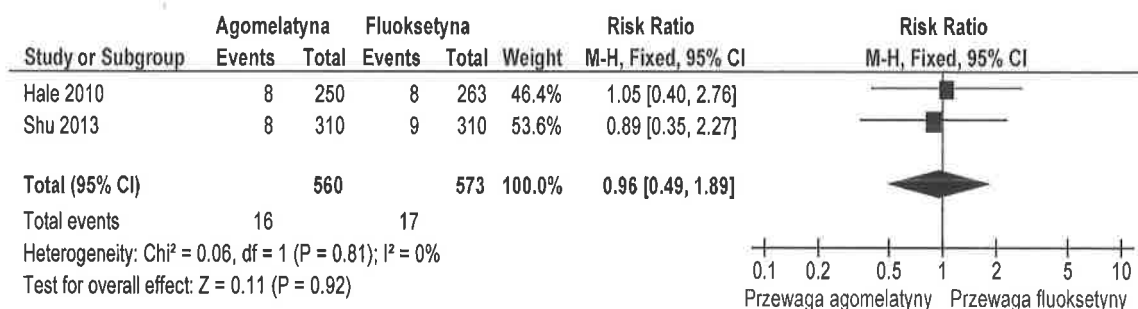 Agomelatyna Fluoksetyna Risk Ratio Risk Ratio
Study or Subgroup Events Total Events Total Weight M-H, Fixed, 95% CI M-H, Fixed, 95% CI
Hale 2010 8 250 8 263 46.4% 1.05 [0.40, 2.76]
Shu 2013 8 310 9 310 53.6% 0.89 [0.35, 2.27]
Total (95% CI) 560 573 100.0% 0.96 [0.49, 1.89]
Total events 16 17
Heterogeneity: Chi² = 0.06, df = 1 (P = 0.81); I² = 0%
Test for overall effect: Z = 0.11 (P = 0.92)
0.1 0.2 0.5 1 2 5 10
Przewaga agomelatyny Przewaga fluoksetyny